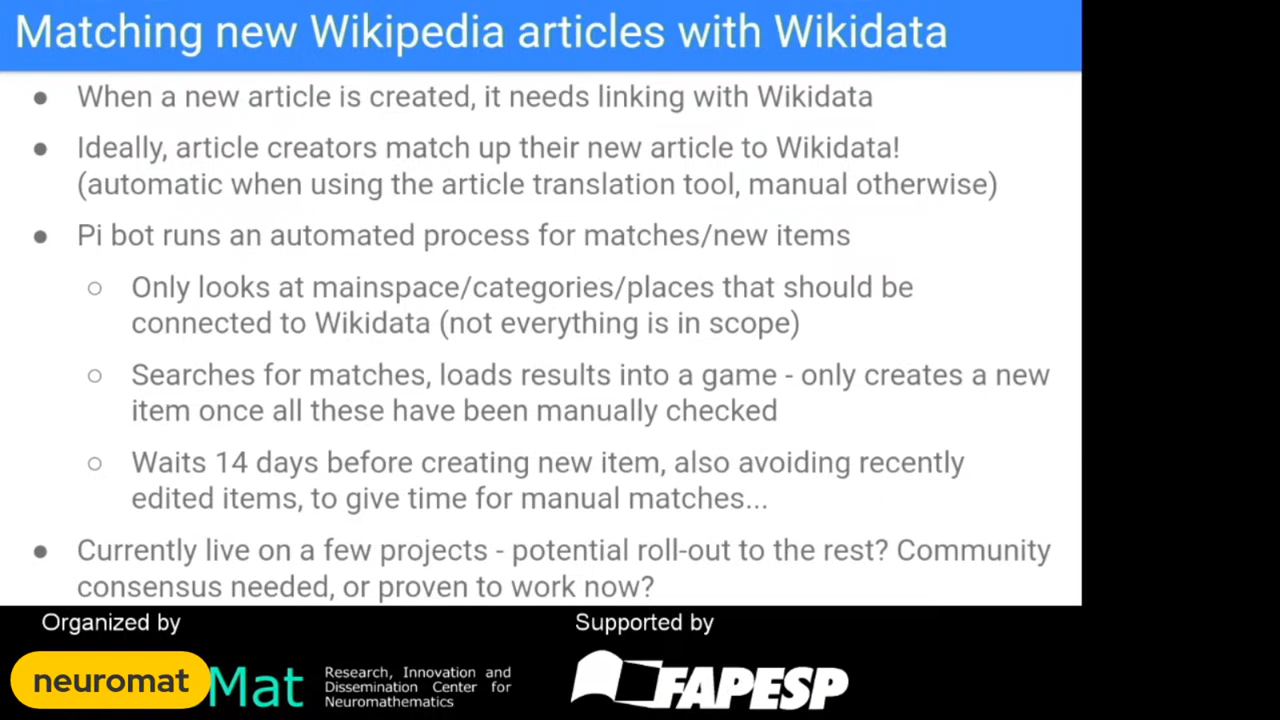 Matching new Wikipedia articles with Wikidata
● When a new article is created, it needs linking with Wikidata
● Ideally, article creators match up their new article to Wikidata!
(automatic when using the article translation tool, manual otherwise)
● Pi bot runs an automated process for matches/new items
○ Only looks at mainspace/categories/places that should be
connected to Wikidata (not everything is in scope)
○ Searches for matches, loads results into a game - only creates a new
item once all these have been manually checked
○ Waits 14 days before creating new item, also avoiding recently
edited items, to give time for manual matches...
● Currently live on a few projects - potential roll-out to the rest? Community
consensus needed, or proven to work now?
Organized by
Supported by
neuromat
Mat
Research, Innovation and
Dissemination Center for
Neuromathematics
FAPESP